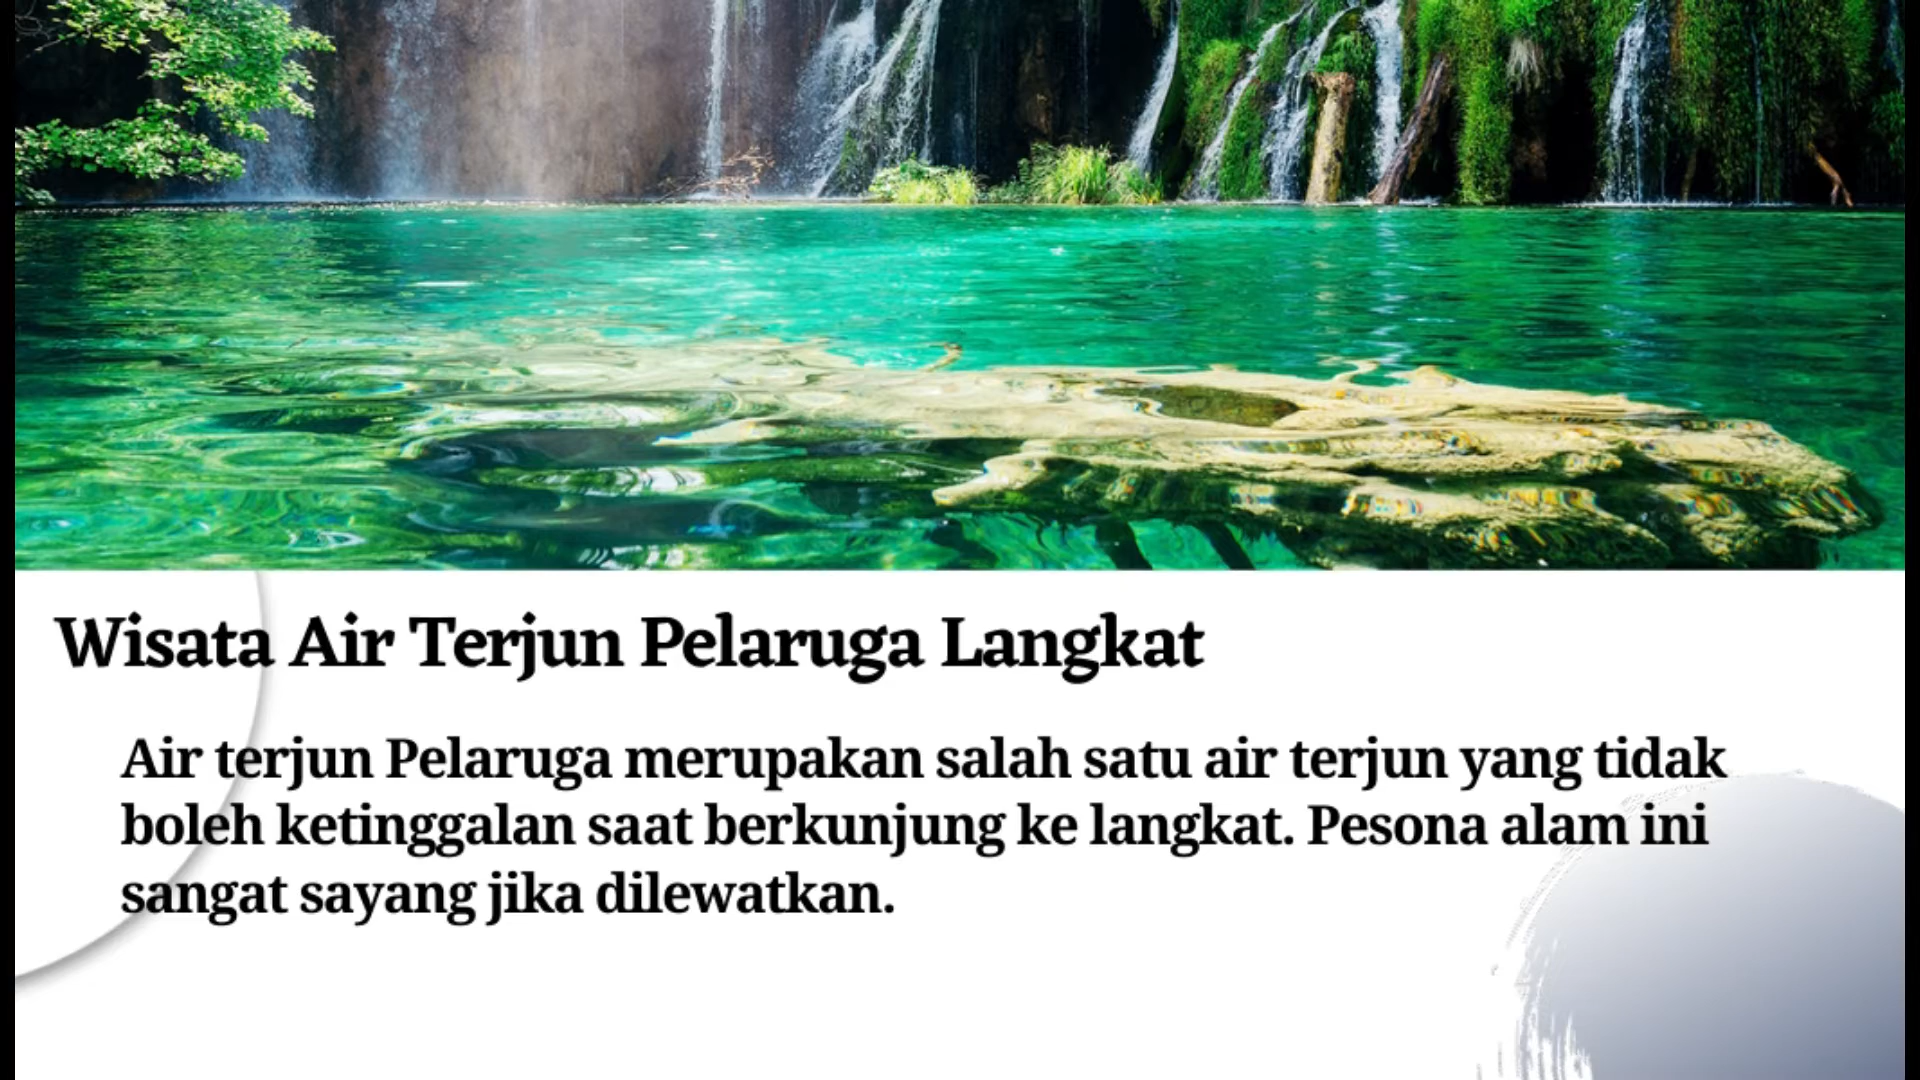 Wisata Air Terjun Pelaruga Langkat
Air terjun Pelaruga merupakan salah satu air terjun yang tidak
boleh ketinggalan saat berkunjung ke langkat. Pesona alam ini
sangat sayang jika dilewatkan.